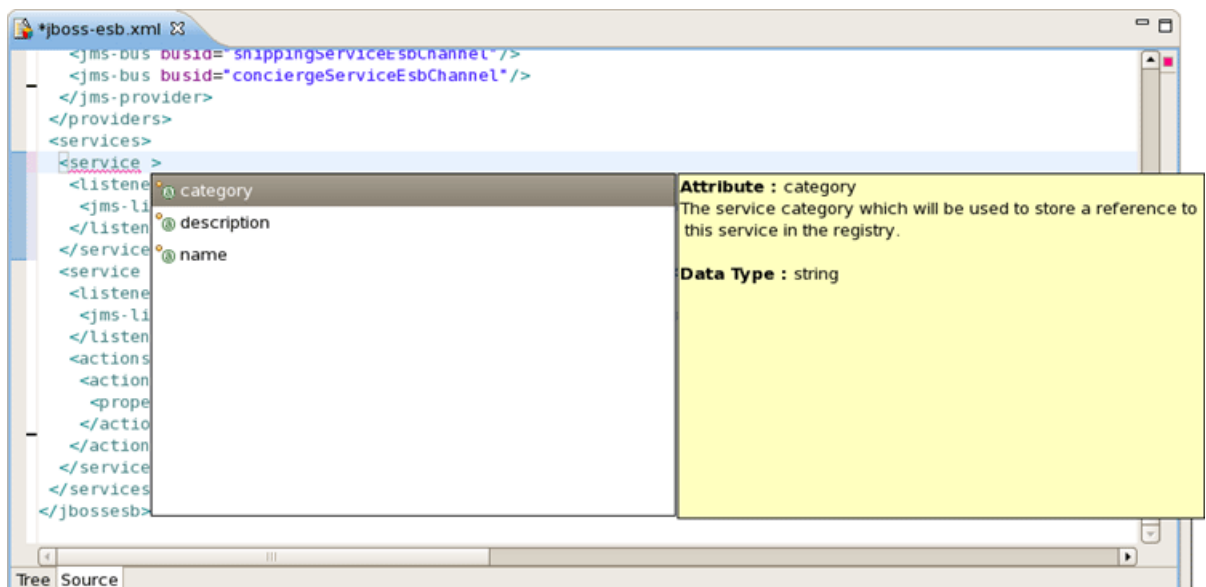 *jboss-esb.xml
<jms-bus busid="shippingServiceEsbChannel"/>
<jms-bus busid="conciergeServiceEsbChannel"/>
</jms-provider>
</providers>
<services>
<service >
<listene
<jms-li
</listen
</service
<service
<listene
<jms-li
</listen
<actions
<action
<prope
</actio
</action
</service
</services
</jbossesb>
category
description
name
Attribute : category
The service category which will be used to store a reference to
this service in the registry.
Data Type : string
Tree Source